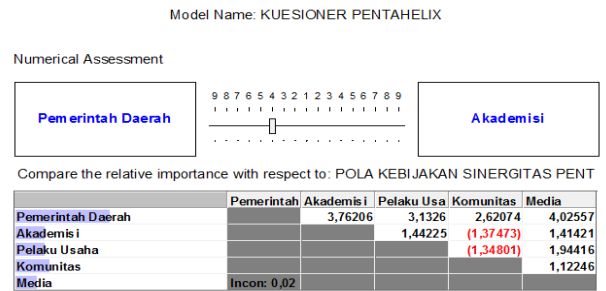 Model Name: KUESIONER PENTAHELIX
Numerical Assessment
Pemerintah Daerah
9 8 7 6 5 4 3 2 1 2 3 4 5 6 7 8 9
Akademisi
Compare the relative importance with respect to: POLA KEBIJAKAN SINERGITAS PENT
Pemerintah Akademisi Pelaku Usa Komunitas Media
Pemerintah Daerah 3,76206 3,1326 2,62074 4,02557
Akademisi 1,44225 (1,37473) 1,41421
Pelaku Usaha (1,34801) 1,94416
Komunitas 1,12246
Media Incon: 0,02